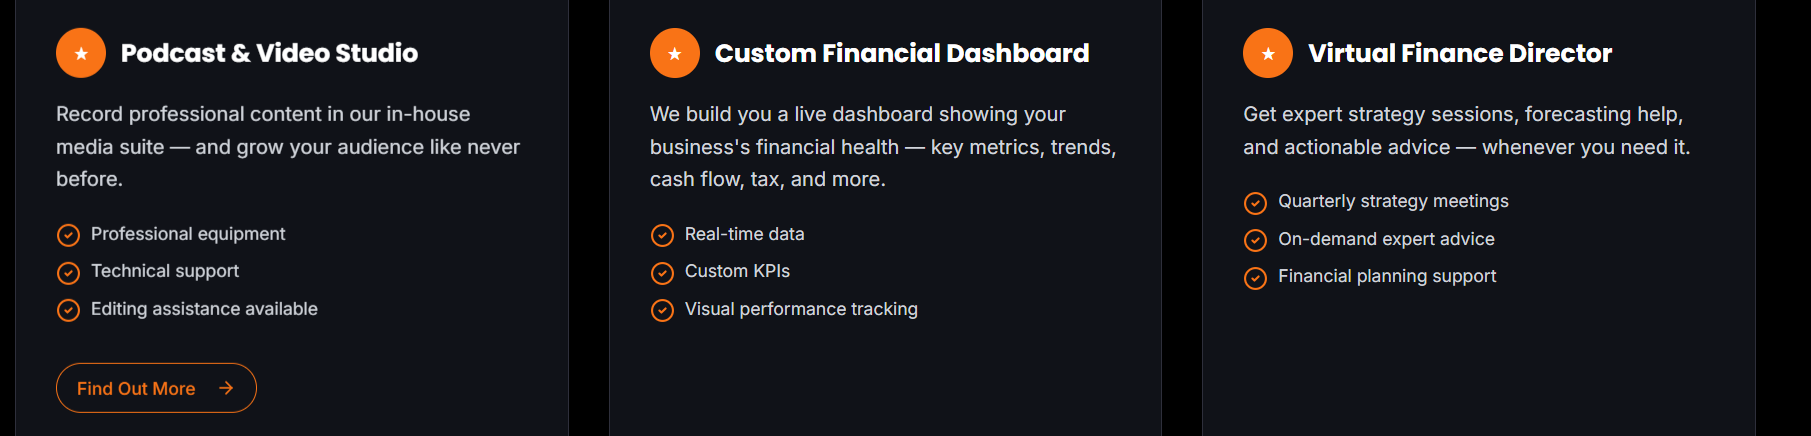 Podcast & Video Studio
Record professional content in our in-house
media suite — and grow your audience like never
before.
Professional equipment
Technical support
Editing assistance available
Find Out More
Custom Financial Dashboard
We build you a live dashboard showing your
business's financial health — key metrics, trends,
cash flow, tax, and more.
Real-time data
Custom KPIs
Visual performance tracking
Virtual Finance Director
Get expert strategy sessions, forecasting help,
and actionable advice — whenever you need it.
Quarterly strategy meetings
On-demand expert advice
Financial planning support